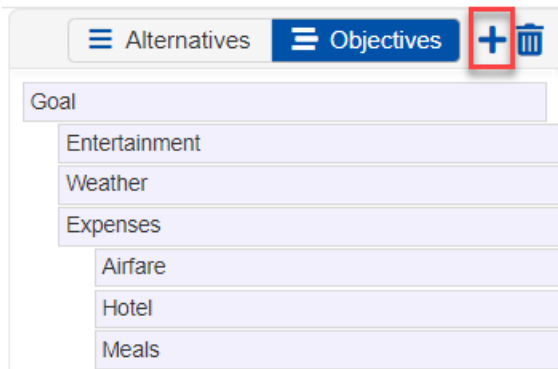 Alternatives Objectives
Goal
Entertainment
Weather
Expenses
Airfare
Hotel
Meals